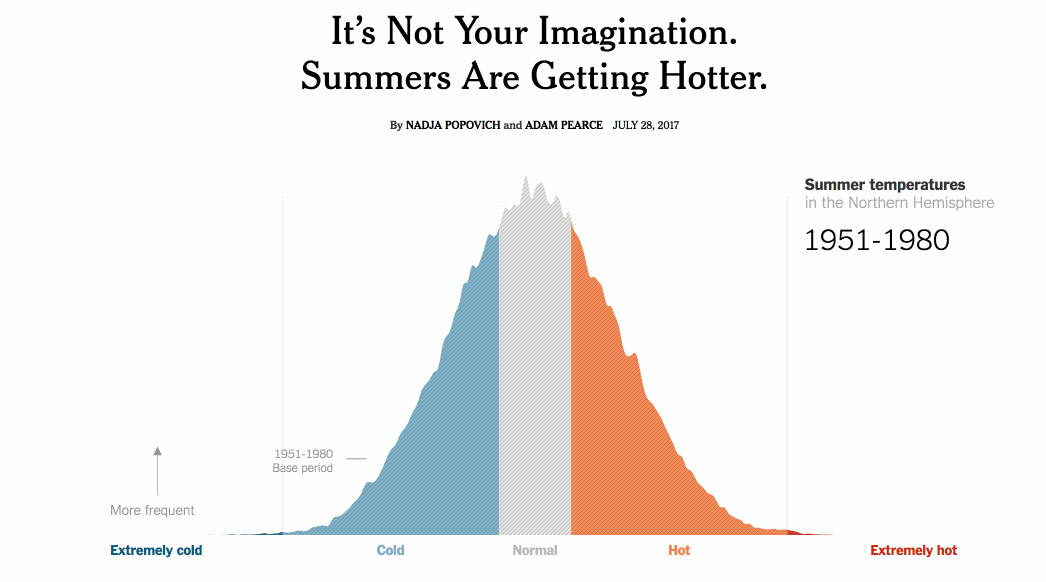 It's Not Your Imagination.
Summers Are Getting Hotter.
By NADJA POPOVICH and ADAM PEARCE JULY 28, 2017
Summer temperatures
in the Northern Hemisphere
1951-1980
1951-1980
Base period
More frequent
Extremely cold Cold Normal Hot Extremely hot